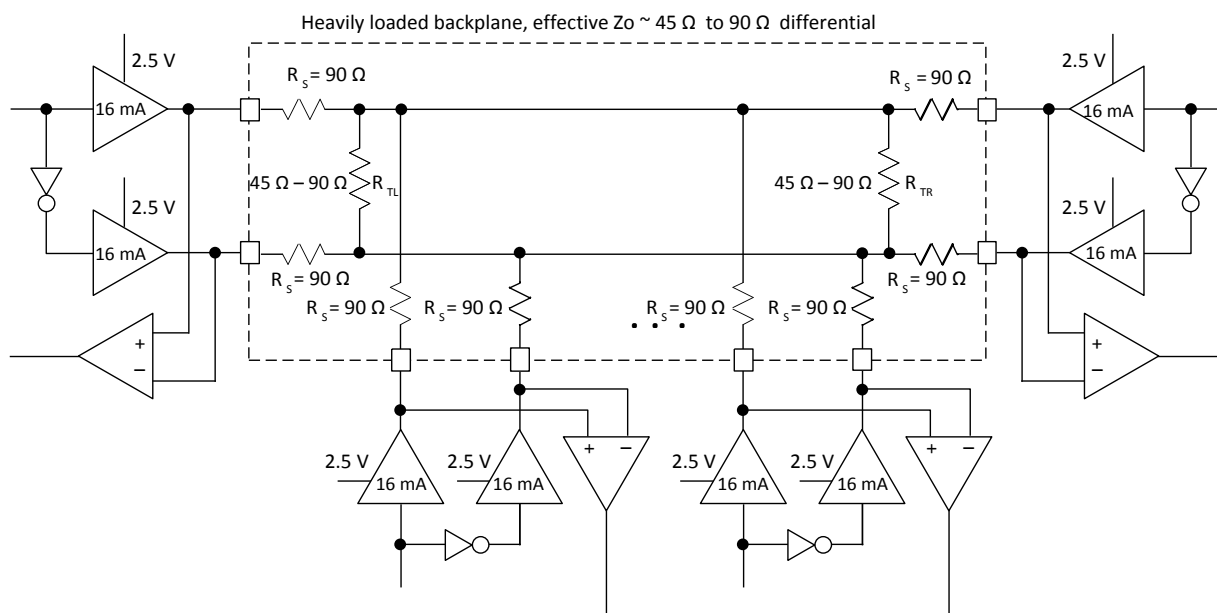 Heavily loaded backplane, effective Zo ~ 45 Ω to 90 Ω differential
2.5 V
2.5 V
R S = 90 Ω
R S = 90 Ω
16 mA
16 mA
45 Ω – 90 Ω
R TL
45 Ω – 90 Ω
R TR
2.5 V
2.5 V
16 mA
16 mA
R S = 90 Ω
R S = 90 Ω
R S = 90 Ω
R S = 90 Ω
. . .
R S = 90 Ω
R S = 90 Ω
+
–
+
–
+
–
+
–
2.5 V
2.5 V
2.5 V
2.5 V
16 mA
16 mA
16 mA
16 mA